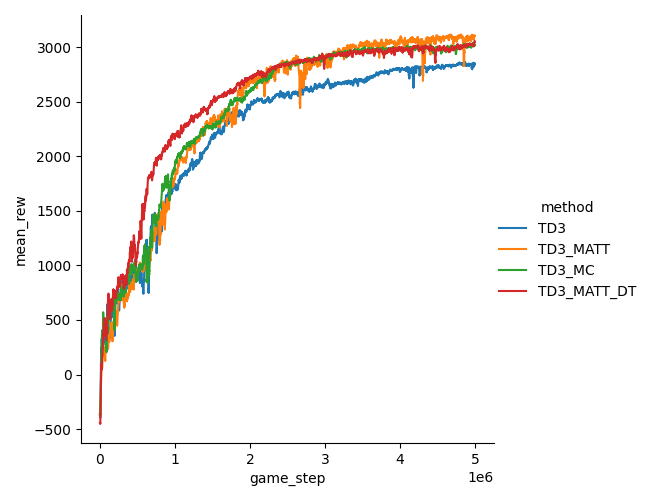 3000
2500
2000
1500
1000
500
0
−500
mean_rew
0 1 2 3 4 5
1e6
game_step
method
TD3
TD3_MATT
TD3_MC
TD3_MATT_DT